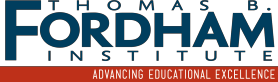 THOMAS B.
FORDHAM
INSTITUTE
ADVANCING EDUCATIONAL EXCELLENCE